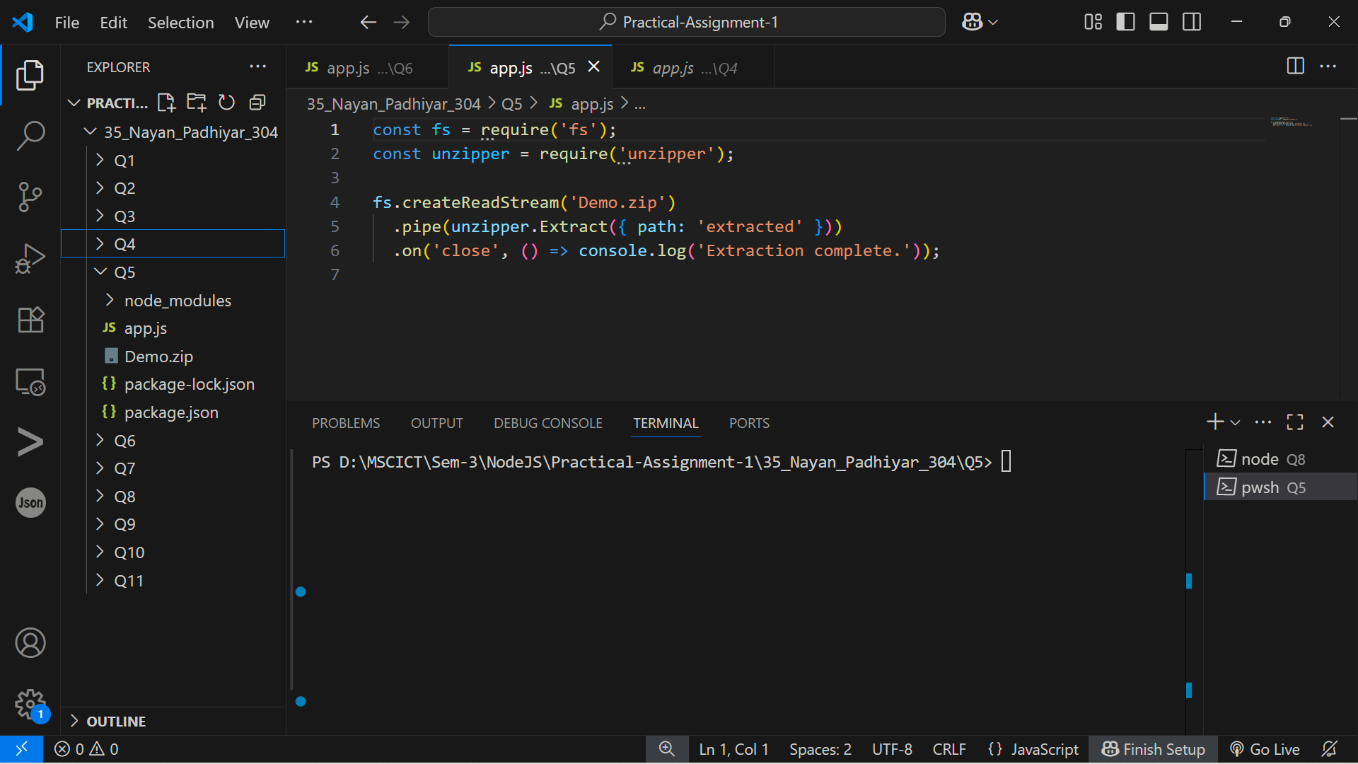 File Edit Selection View ...
Practical-Assignment-1
EXPLORER ...
PRACTI...
35_Nayan_Padhiyar_304
Q1
Q2
Q3
Q4
Q5
node_modules
JS app.js
Demo.zip
{} package-lock.json
{} package.json
Q6
Q7
Q8
Q9
Q10
Q11
OUTLINE
Json
1
JS app.js ...\Q6
JS app.js ...\Q5
JS app.js ...\Q4
35_Nayan_Padhiyar_304 > Q5 > JS app.js > ...
1 const fs = require('fs');
2 const unzipper = require('unzipper');
3
4 fs.createReadStream('Demo.zip')
5 .pipe(unzipper.Extract({ path: 'extracted' }))
6 .on('close', () => console.log('Extraction complete.'));
7
PROBLEMS OUTPUT DEBUG CONSOLE TERMINAL PORTS
PS D:\MSCICT\Sem-3\NodeJS\Practical-Assignment-1\35_Nayan_Padhiyar_304\Q5>
node Q8
pwsh Q5
0 0 Ln 1, Col 1 Spaces: 2 UTF-8 CRLF {} JavaScript Finish Setup Go Live